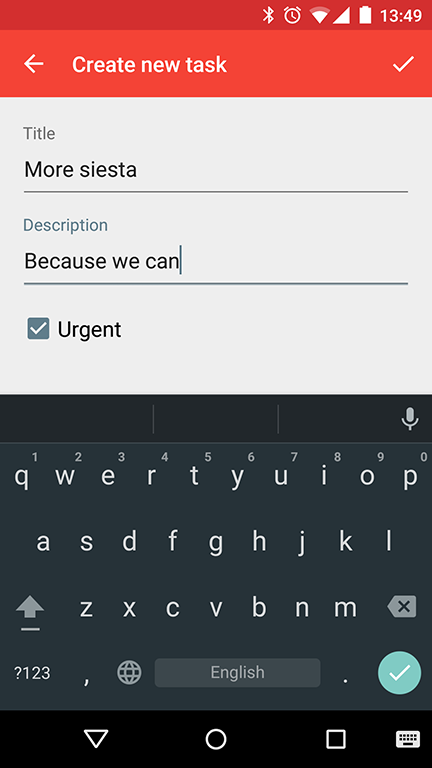 13:49
Create new task
Title
More siesta
Description
Because we can
Urgent
1 2 3 4 5 6 7 8 9 0
q w e r t y u i o p
a s d f g h j k l
z x c v b n m
?123 , English .